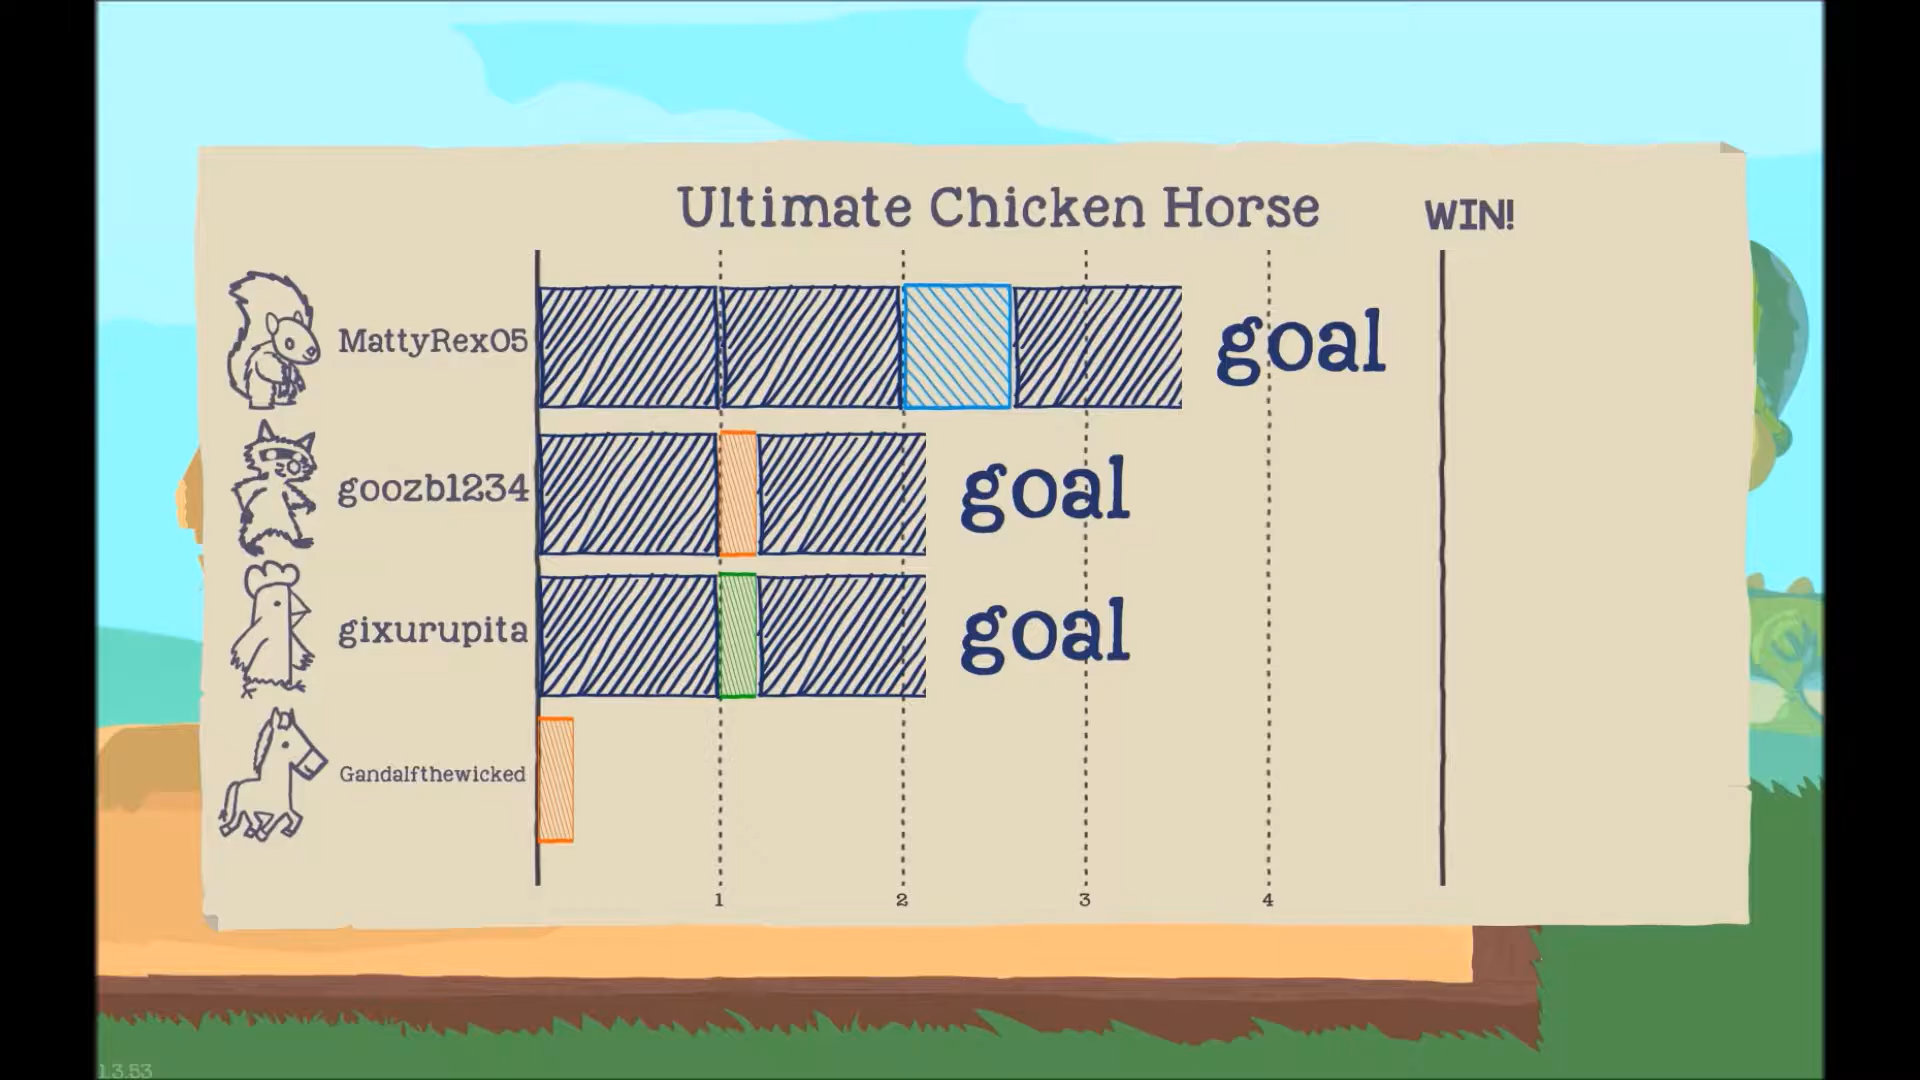 Ultimate Chicken Horse
WIN!
MattyRex05
goal
goozb1234
goal
gixurupita
goal
Gandalfthewicked
1 2 3 4
1.3.53